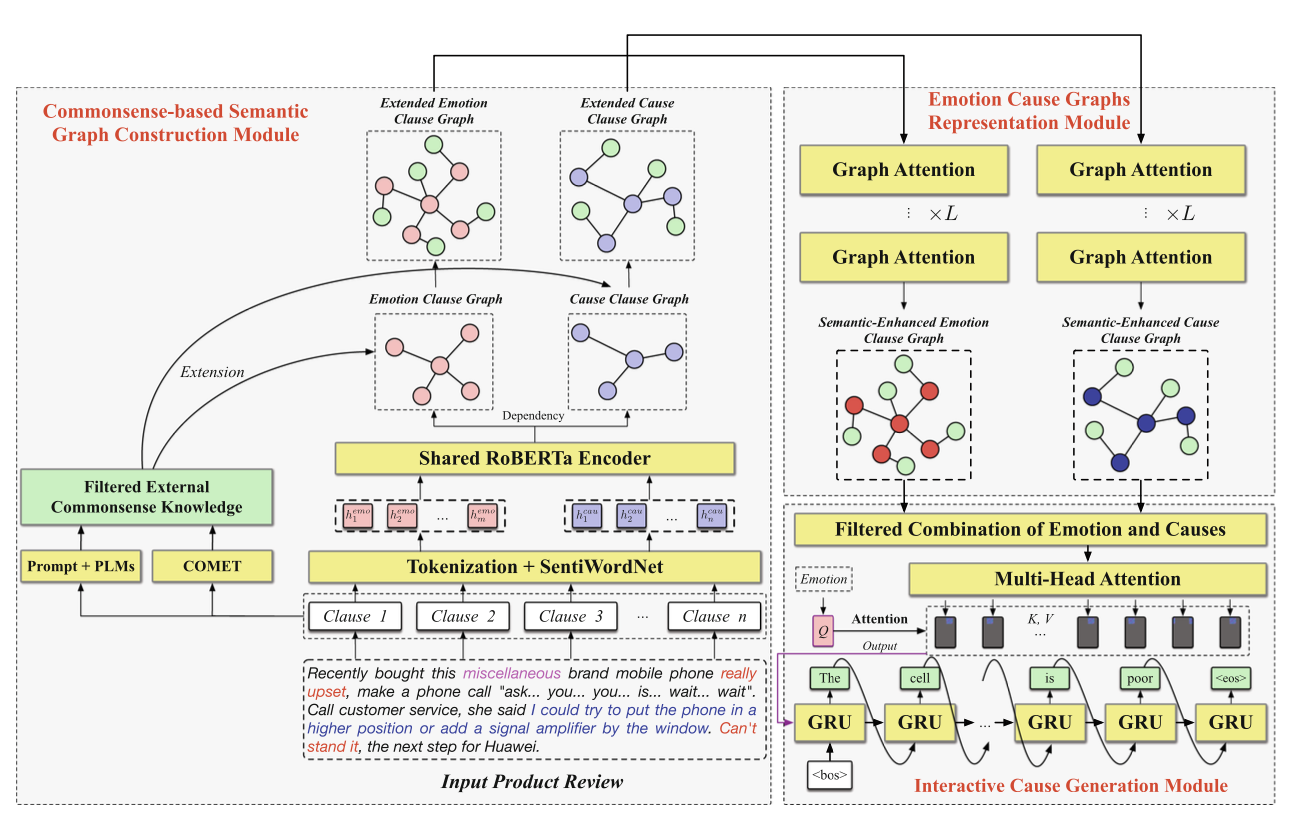 Commonsense-based Semantic
Graph Construction Module
Extended Emotion
Clause Graph
Extended Cause
Clause Graph
Emotion Clause Graph
Cause Clause Graph
Extension
Dependency
Shared RoBERTa Encoder
Filtered External
Commonsense Knowledge
h_1^{emo} h_2^{emo} ... h_m^{emo}
h_1^{cau} h_2^{cau} ... h_n^{cau}
Prompt + PLMs
COMET
Tokenization + SentiWordNet
Clause 1
Clause 2
Clause 3
...
Clause n
Recently bought this miscellaneous brand mobile phone really
upset, make a phone call "ask... you... you... is... wait... wait".
Call customer service, she said I could try to put the phone in a
higher position or add a signal amplifier by the window. Can't
stand it, the next step for Huawei.
Input Product Review
Emotion Cause Graphs
Representation Module
Graph Attention
Graph Attention
⋮ ×L
⋮ ×L
Graph Attention
Graph Attention
Semantic-Enhanced Emotion
Clause Graph
Semantic-Enhanced Cause
Clause Graph
Filtered Combination of Emotion and Causes
Multi-Head Attention
Emotion
Q
Attention
K, V
...
Output
The
cell
is
poor
<eos>
GRU
GRU
...
GRU
GRU
GRU
<bos>
Interactive Cause Generation Module